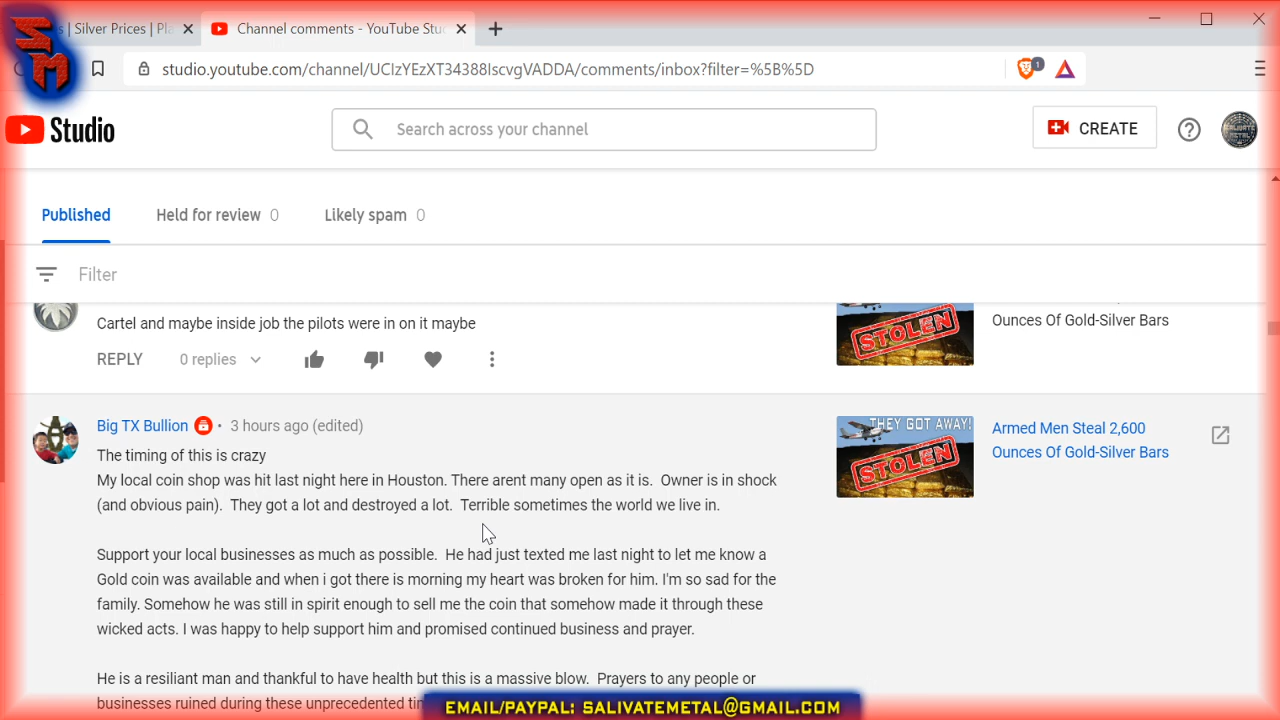 SM
s | Silver Prices | Pla
Channel comments - YouTube Stu
studio.youtube.com/channel/UCIzYEzXT34388IscvgVADDA/comments/inbox?filter=%5B%5D
1
Studio
Search across your channel
CREATE
SALIVATE
METAL
Published
Held for review 0
Likely spam 0
Filter
Cartel and maybe inside job the pilots were in on it maybe
REPLY
0 replies
STOLEN
Ounces Of Gold-Silver Bars
Big TX Bullion • 3 hours ago (edited)
The timing of this is crazy
My local coin shop was hit last night here in Houston. There arent many open as it is. Owner is in shock
(and obvious pain). They got a lot and destroyed a lot. Terrible sometimes the world we live in.
Support your local businesses as much as possible. He had just texted me last night to let me know a
Gold coin was available and when i got there is morning my heart was broken for him. I'm so sad for the
family. Somehow he was still in spirit enough to sell me the coin that somehow made it through these
wicked acts. I was happy to help support him and promised continued business and prayer.
He is a resiliant man and thankful to have health but this is a massive blow. Prayers to any people or
businesses ruined during these unprecedented
THEY GOT AWAY!
STOLEN
Armed Men Steal 2,600
Ounces Of Gold-Silver Bars
EMAIL/PAYPAL: SALIVATEMETAL@GMAIL.COM